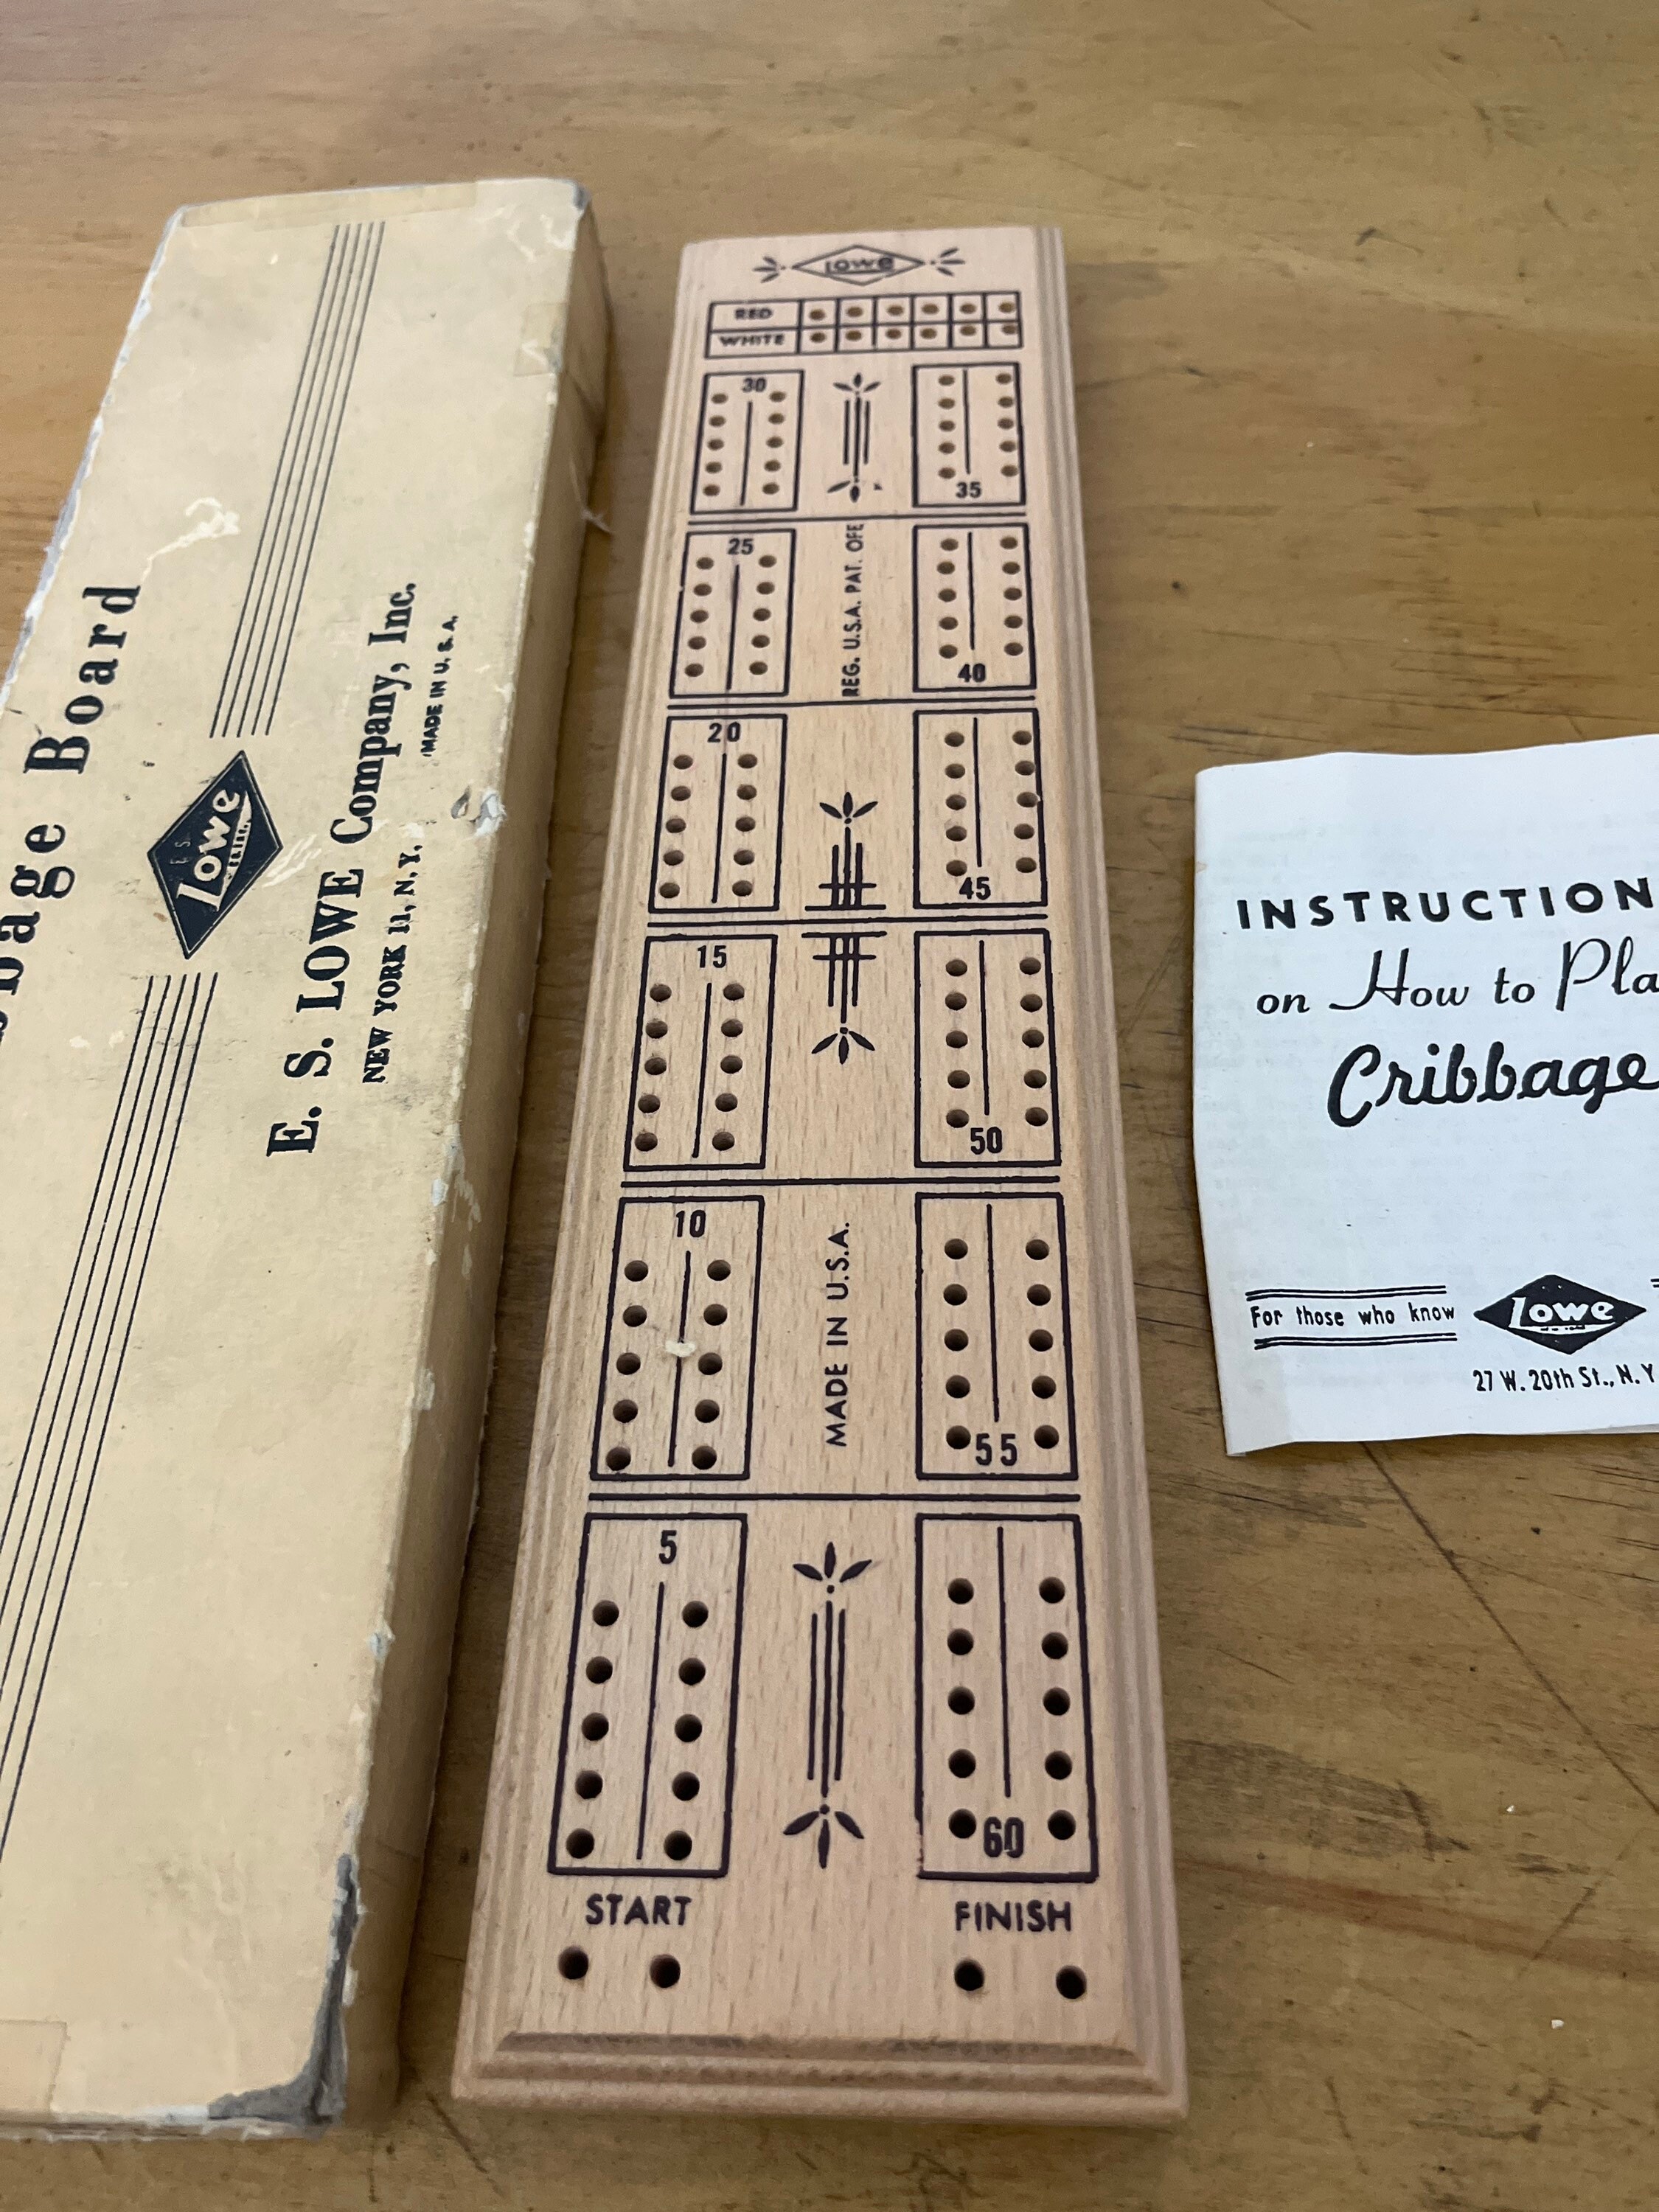 bbage Board
E.S.
Lowe
E. S. LOWE Company, Inc.
NEW YORK 11, N. Y.
MADE IN U. S. A.
Lowe
RED
WHITE
30
35
25
REG. U.S.A. PAT. OFF
40
20
45
15
50
10
MADE IN U.S.A.
55
5
60
START
FINISH
INSTRUCTION
on How to Pla
Cribbage
For those who know
Lowe
27 W. 20th St., N. Y